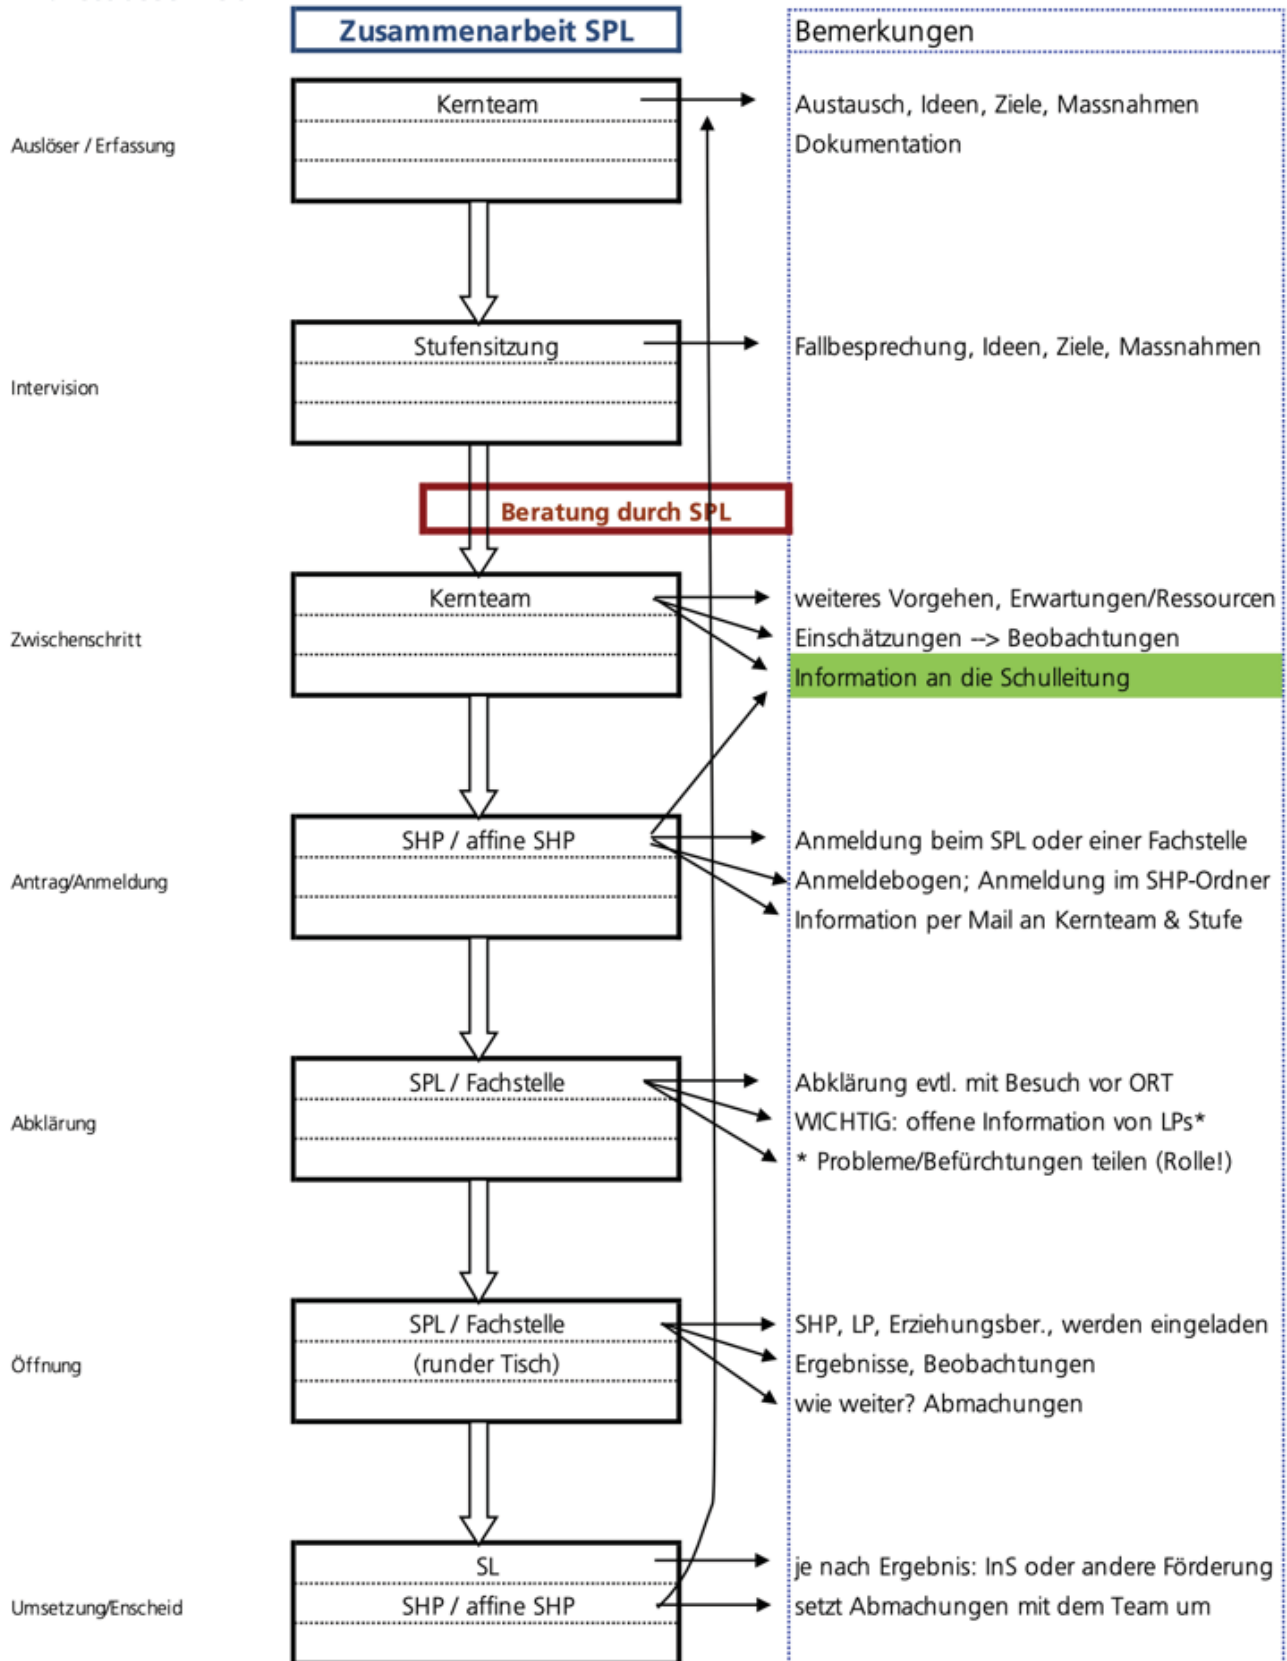 Zusammenarbeit SPL
Bemerkungen
Kernteam
Austausch, Ideen, Ziele, Massnahmen
Auslöser / Erfassung
Dokumentation
Stufensitzung
Fallbesprechung, Ideen, Ziele, Massnahmen
Intervision
Beratung durch SPL
Kernteam
weiteres Vorgehen, Erwartungen/Ressourcen
Zwischenschritt
Einschätzungen --> Beobachtungen
Information an die Schulleitung
SHP / affine SHP
Anmeldung beim SPL oder einer Fachstelle
Antrag/Anmeldung
Anmeldebogen; Anmeldung im SHP-Ordner
Information per Mail an Kernteam & Stufe
SPL / Fachstelle
Abklärung evtl. mit Besuch vor ORT
Abklärung
WICHTIG: offene Information von LPs*
* Probleme/Befürchtungen teilen (Rolle!)
SPL / Fachstelle
SHP, LP, Erziehungsber., werden eingeladen
Öffnung
(runder Tisch)
Ergebnisse, Beobachtungen
wie weiter? Abmachungen
SL
je nach Ergebnis: InS oder andere Förderung
Umsetzung/Enscheid
SHP / affine SHP
setzt Abmachungen mit dem Team um